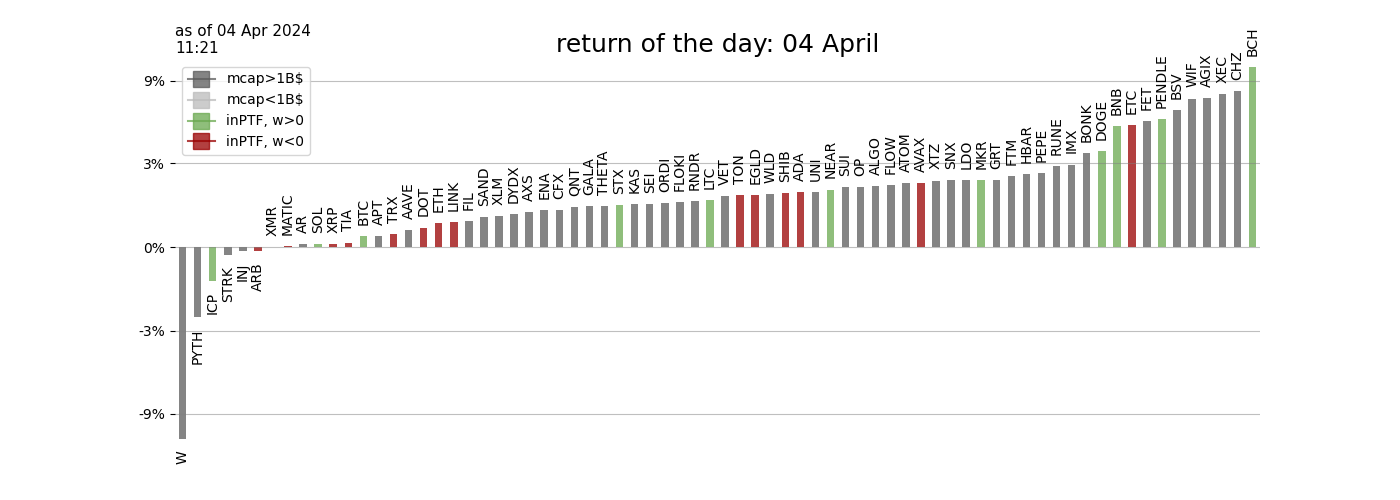 as of 04 Apr 2024
11:21
return of the day: 04 April
mcap>1B$
mcap<1B$
inPTF, w>0
inPTF, w<0
9%
3%
0%
-3%
-9%
W
PYTH
ICP
STRK
INJ
ARB
XMR
MATIC
AR
SOL
XRP
TIA
BTC
APT
TRX
AAVE
DOT
ETH
LINK
FIL
SAND
XLM
DYDX
AXS
ENA
CFX
QNT
GALA
THETA
STX
KAS
SEI
ORDI
FLOKI
RNDR
LTC
VET
TON
EGLD
WLD
SHIB
ADA
UNI
NEAR
SUI
OP
ALGO
FLOW
ATOM
AVAX
XTZ
SNX
LDO
MKR
GRT
FTM
HBAR
PEPE
RUNE
IMX
BONK
DOGE
BNB
ETC
FET
PENDLE
BSV
WIF
AGIX
XEC
CHZ
BCH